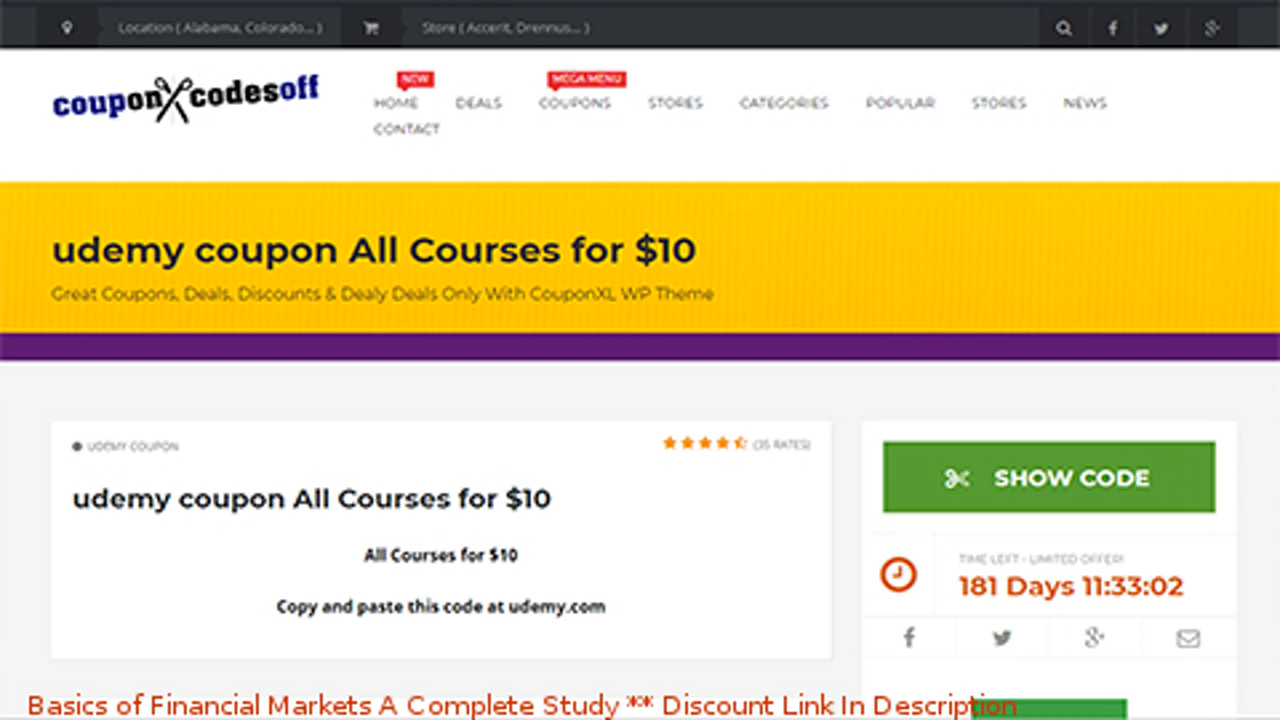 Location ( Alabama, Colorado... )
Store ( Accerit, Drennus... )
couponcodesoff
NEW
MEGA MENU
HOME DEALS COUPONS STORES CATEGORIES POPULAR STORES NEWS
CONTACT
udemy coupon All Courses for $10
Great Coupons, Deals, Discounts & Dealy Deals Only With CouponXL WP Theme
UDEMY COUPON
(35 RATES)
udemy coupon All Courses for $10
All Courses for $10
Copy and paste this code at udemy.com
SHOW CODE
TIME LEFT - LIMITED OFFER!
181 Days 11:33:02
Basics of Financial Markets A Complete Study ** Discount Link In Description